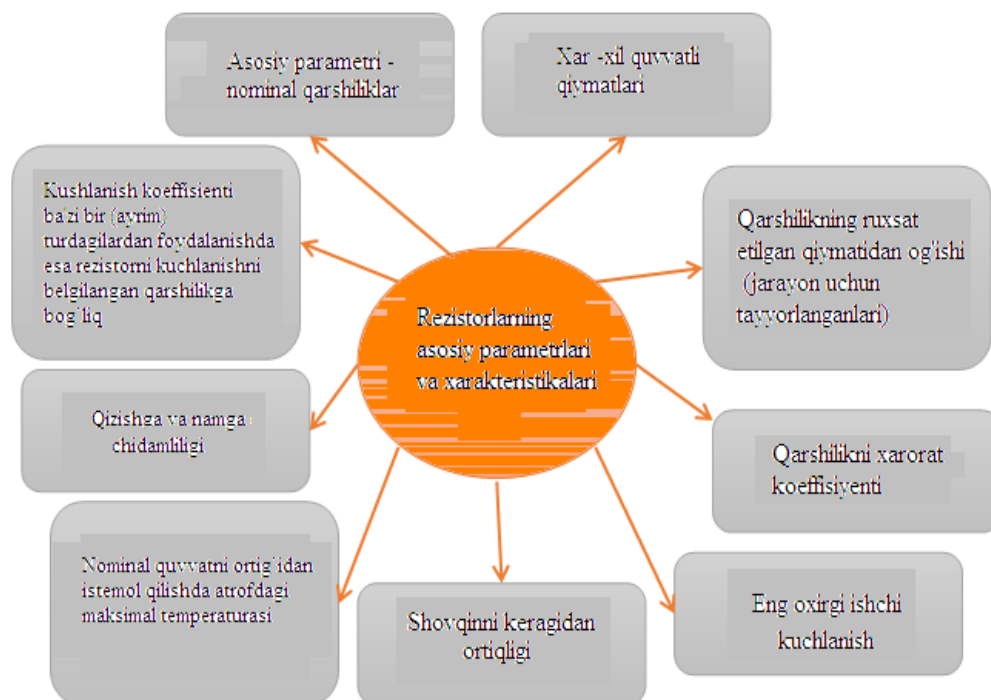 Asosiy parametri -
nominal qarshiliklar
Xar -xil quvvatli
qiymatlari
Kushlanish koeffisienti
ba'zi bir (ayrim)
turdagilardan foydalanishda
esa rezistorni kuchlanishni
belgilangan qarshilikga
bog`liq
Qarshilikning ruxsat
etilgan qiymatidan og'ishi
(jarayon uchun
tayyorlanganlari)
Rezistorlarning
asosiy parametrlari
va xarakteristikalari
Qizishga va namga
chidamliligi
Qarshilikni xarorat
koeffisiyenti
Nominal quvvatni ortig`idan
istemol qilishda atrofdagi
maksimal temperaturasi
Shovqinni keragidan
ortiqligi
Eng oxirgi ishchi
kuchlanish